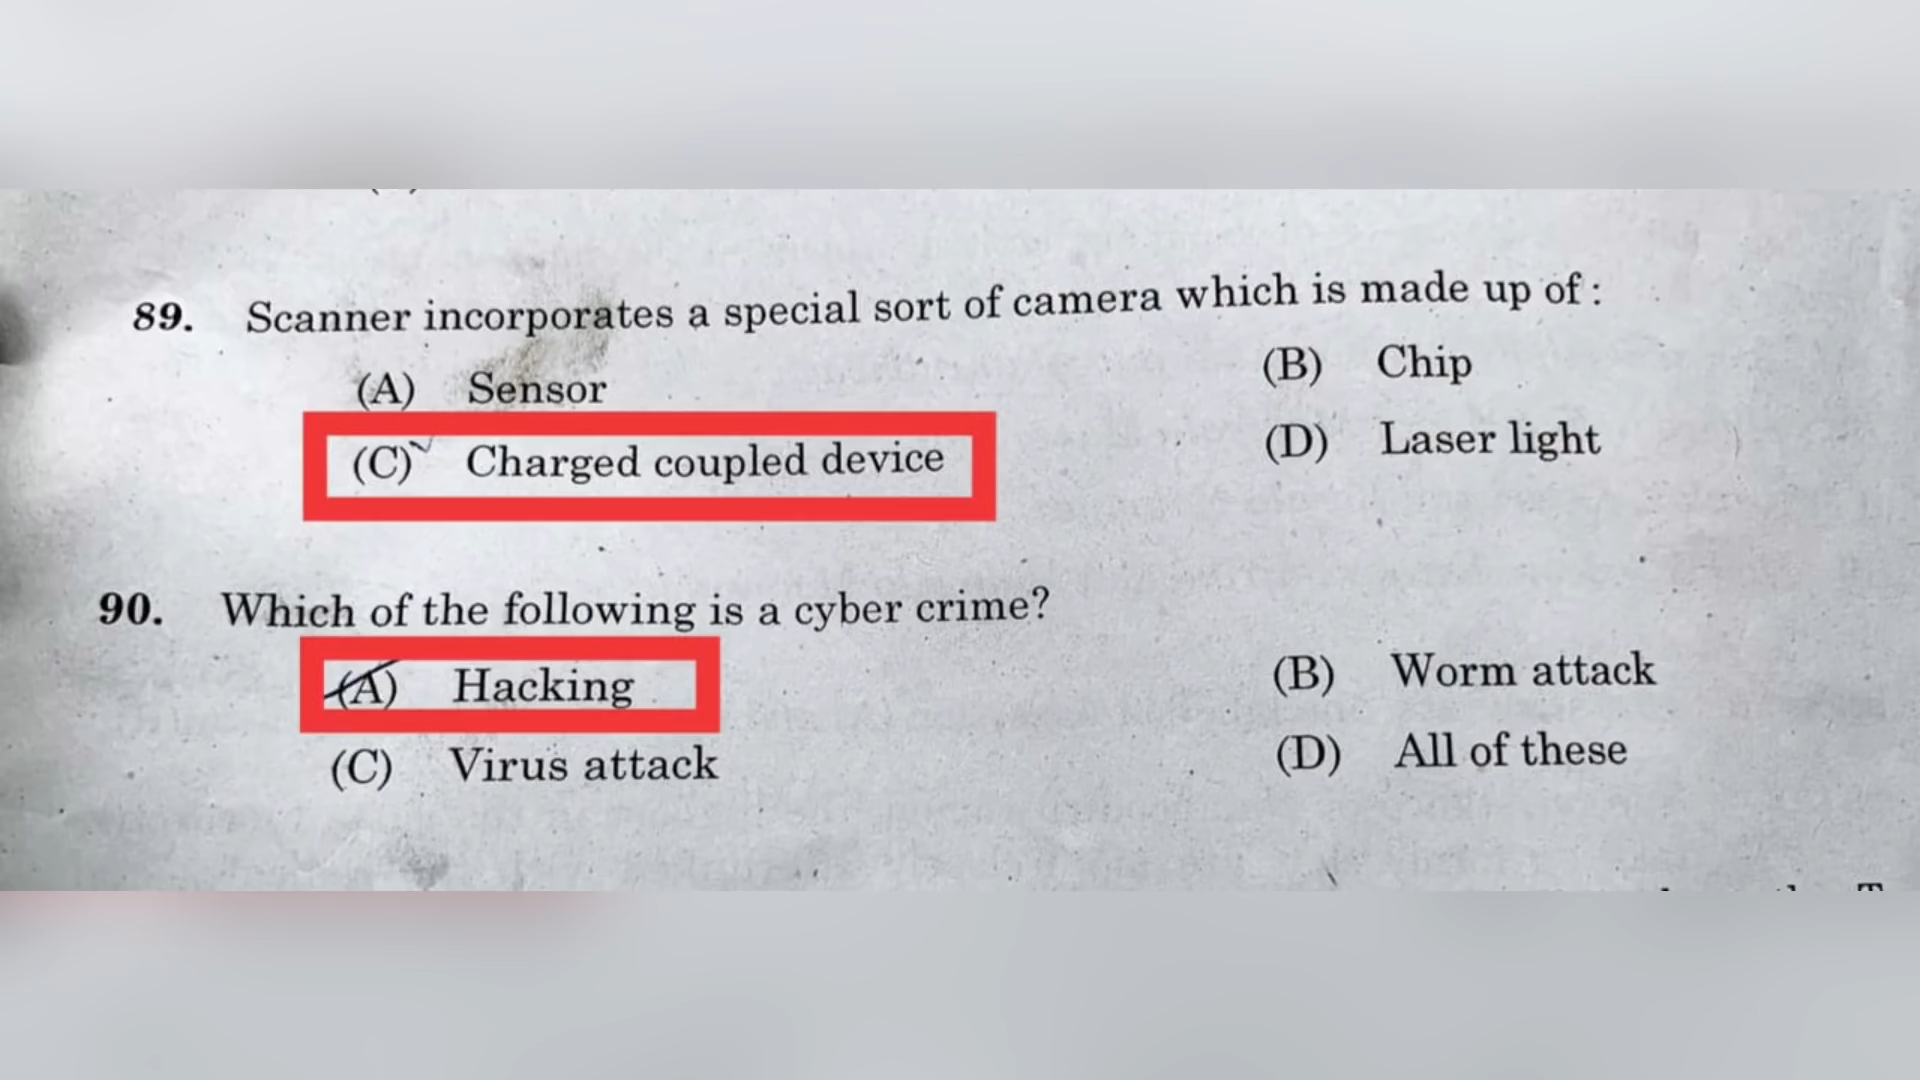 89. Scanner incorporates a special sort of camera which is made up of :
(A) Sensor (B) Chip
(C) Charged coupled device (D) Laser light
90. Which of the following is a cyber crime?
(A) Hacking (B) Worm attack
(C) Virus attack (D) All of these